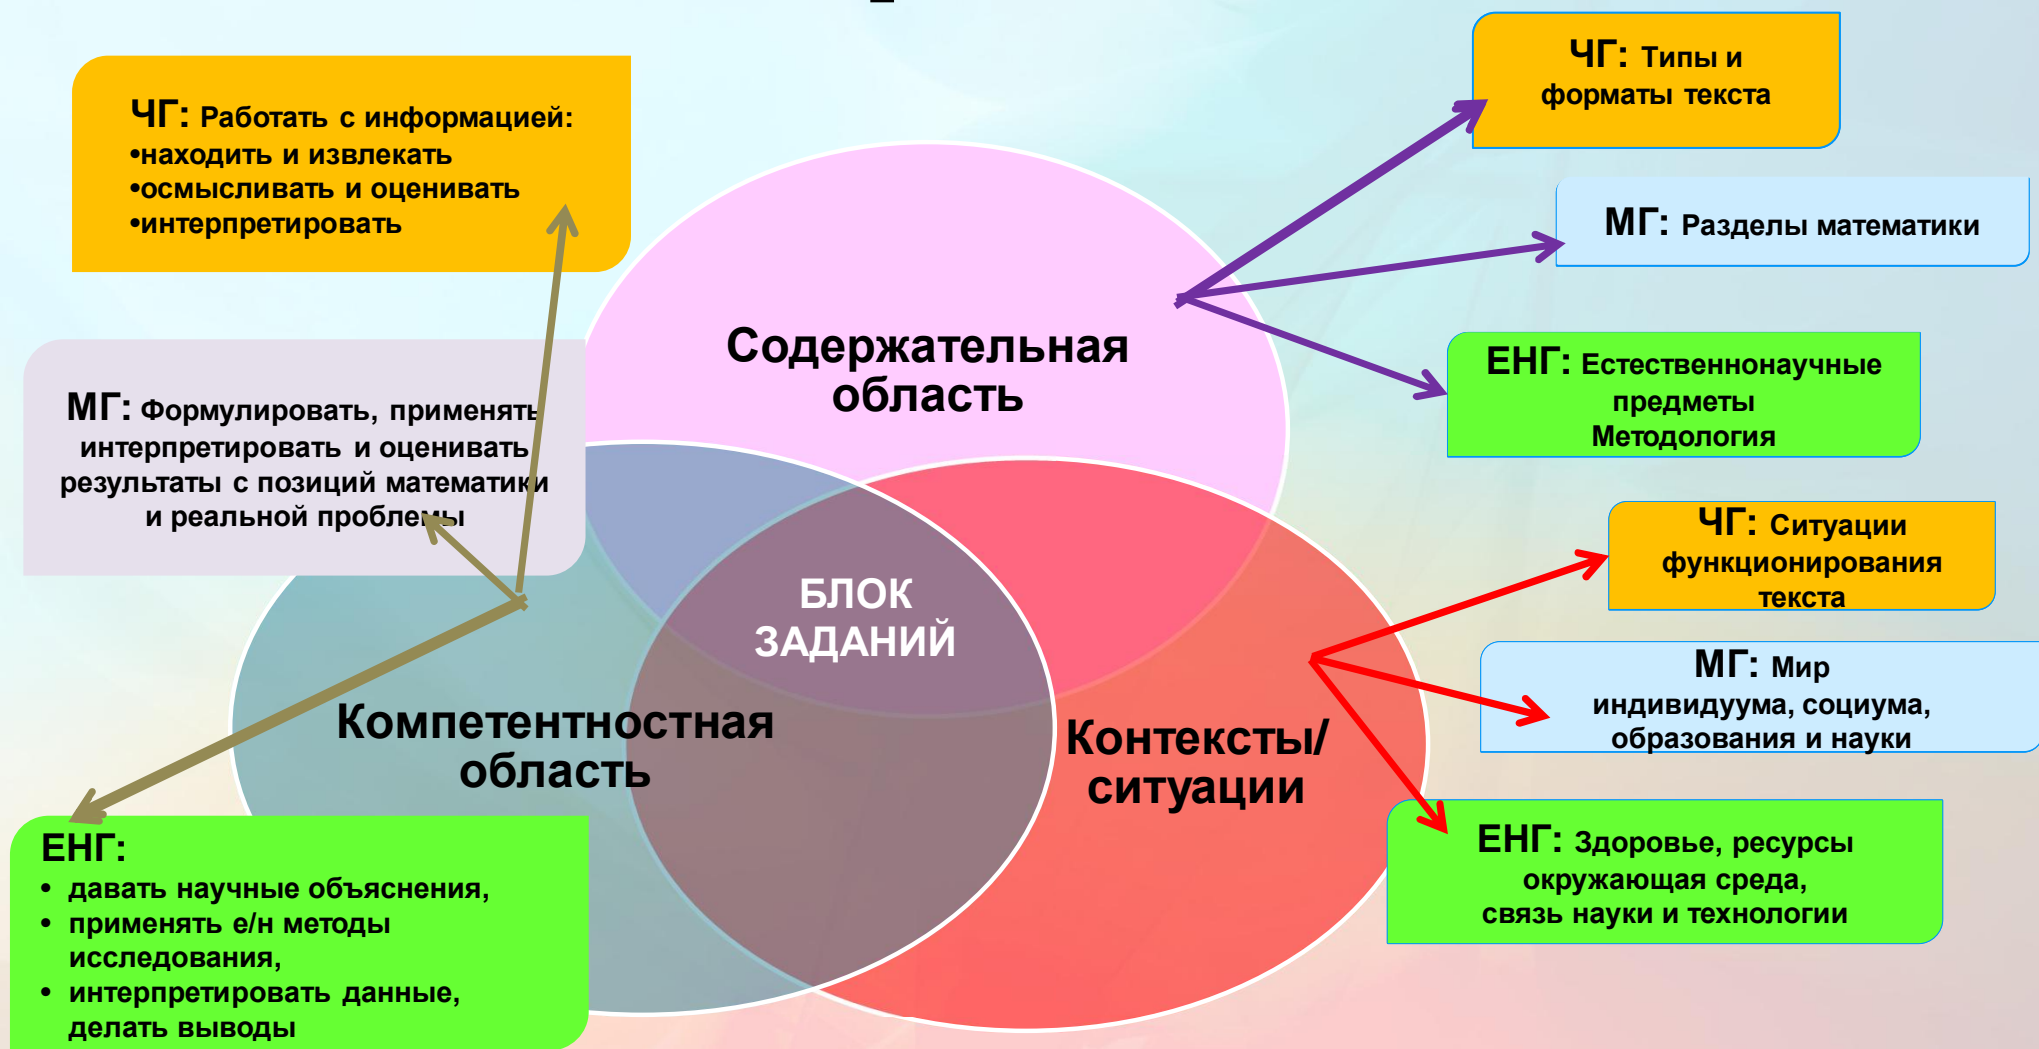 ЧГ: Работать с информацией:
•находить и извлекать
•осмысливать и оценивать
•интерпретировать
МГ: Формулировать, применять
интерпретировать и оценивать
результаты с позиций математики
и реальной проблемы
ЕНГ:
• давать научные объяснения,
• применять е/н методы
исследования,
• интерпретировать данные,
делать выводы
Содержательная
область
БЛОК
ЗАДАНИЙ
Компетентностная
область
Контексты/
ситуации
ЧГ: Типы и
форматы текста
МГ: Разделы математики
ЕНГ: Естественнонаучные
предметы
Методология
ЧГ: Ситуации
функционирования
текста
МГ: Мир
индивидуума, социума,
образования и науки
ЕНГ: Здоровье, ресурсы
окружающая среда,
связь науки и технологии